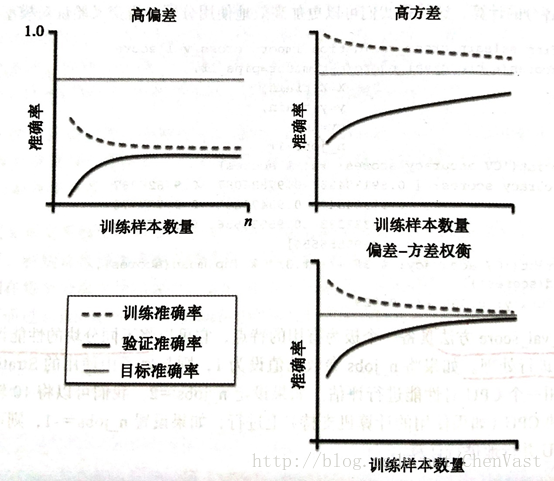 高偏差
高方差
1.0
准确率
准确率
训练样本数量
n
训练样本数量
偏差-方差权衡
训练准确率
验证准确率
目标准确率
准确率
训练样本数量
http://blog.
ChenVast